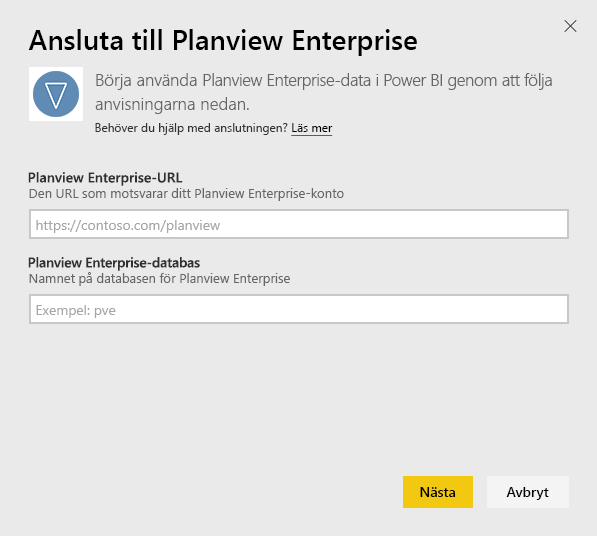 Ansluta till Planview Enterprise
Börja använda Planview Enterprise-data i Power BI genom att följa
anvisningarna nedan.
Behöver du hjälp med anslutningen? Läs mer
Planview Enterprise-URL
Den URL som motsvarar ditt Planview Enterprise-konto
https://contoso.com/planview
Planview Enterprise-databas
Namnet på databasen för Planview Enterprise
Exempel: pve
Nästa
Avbryt